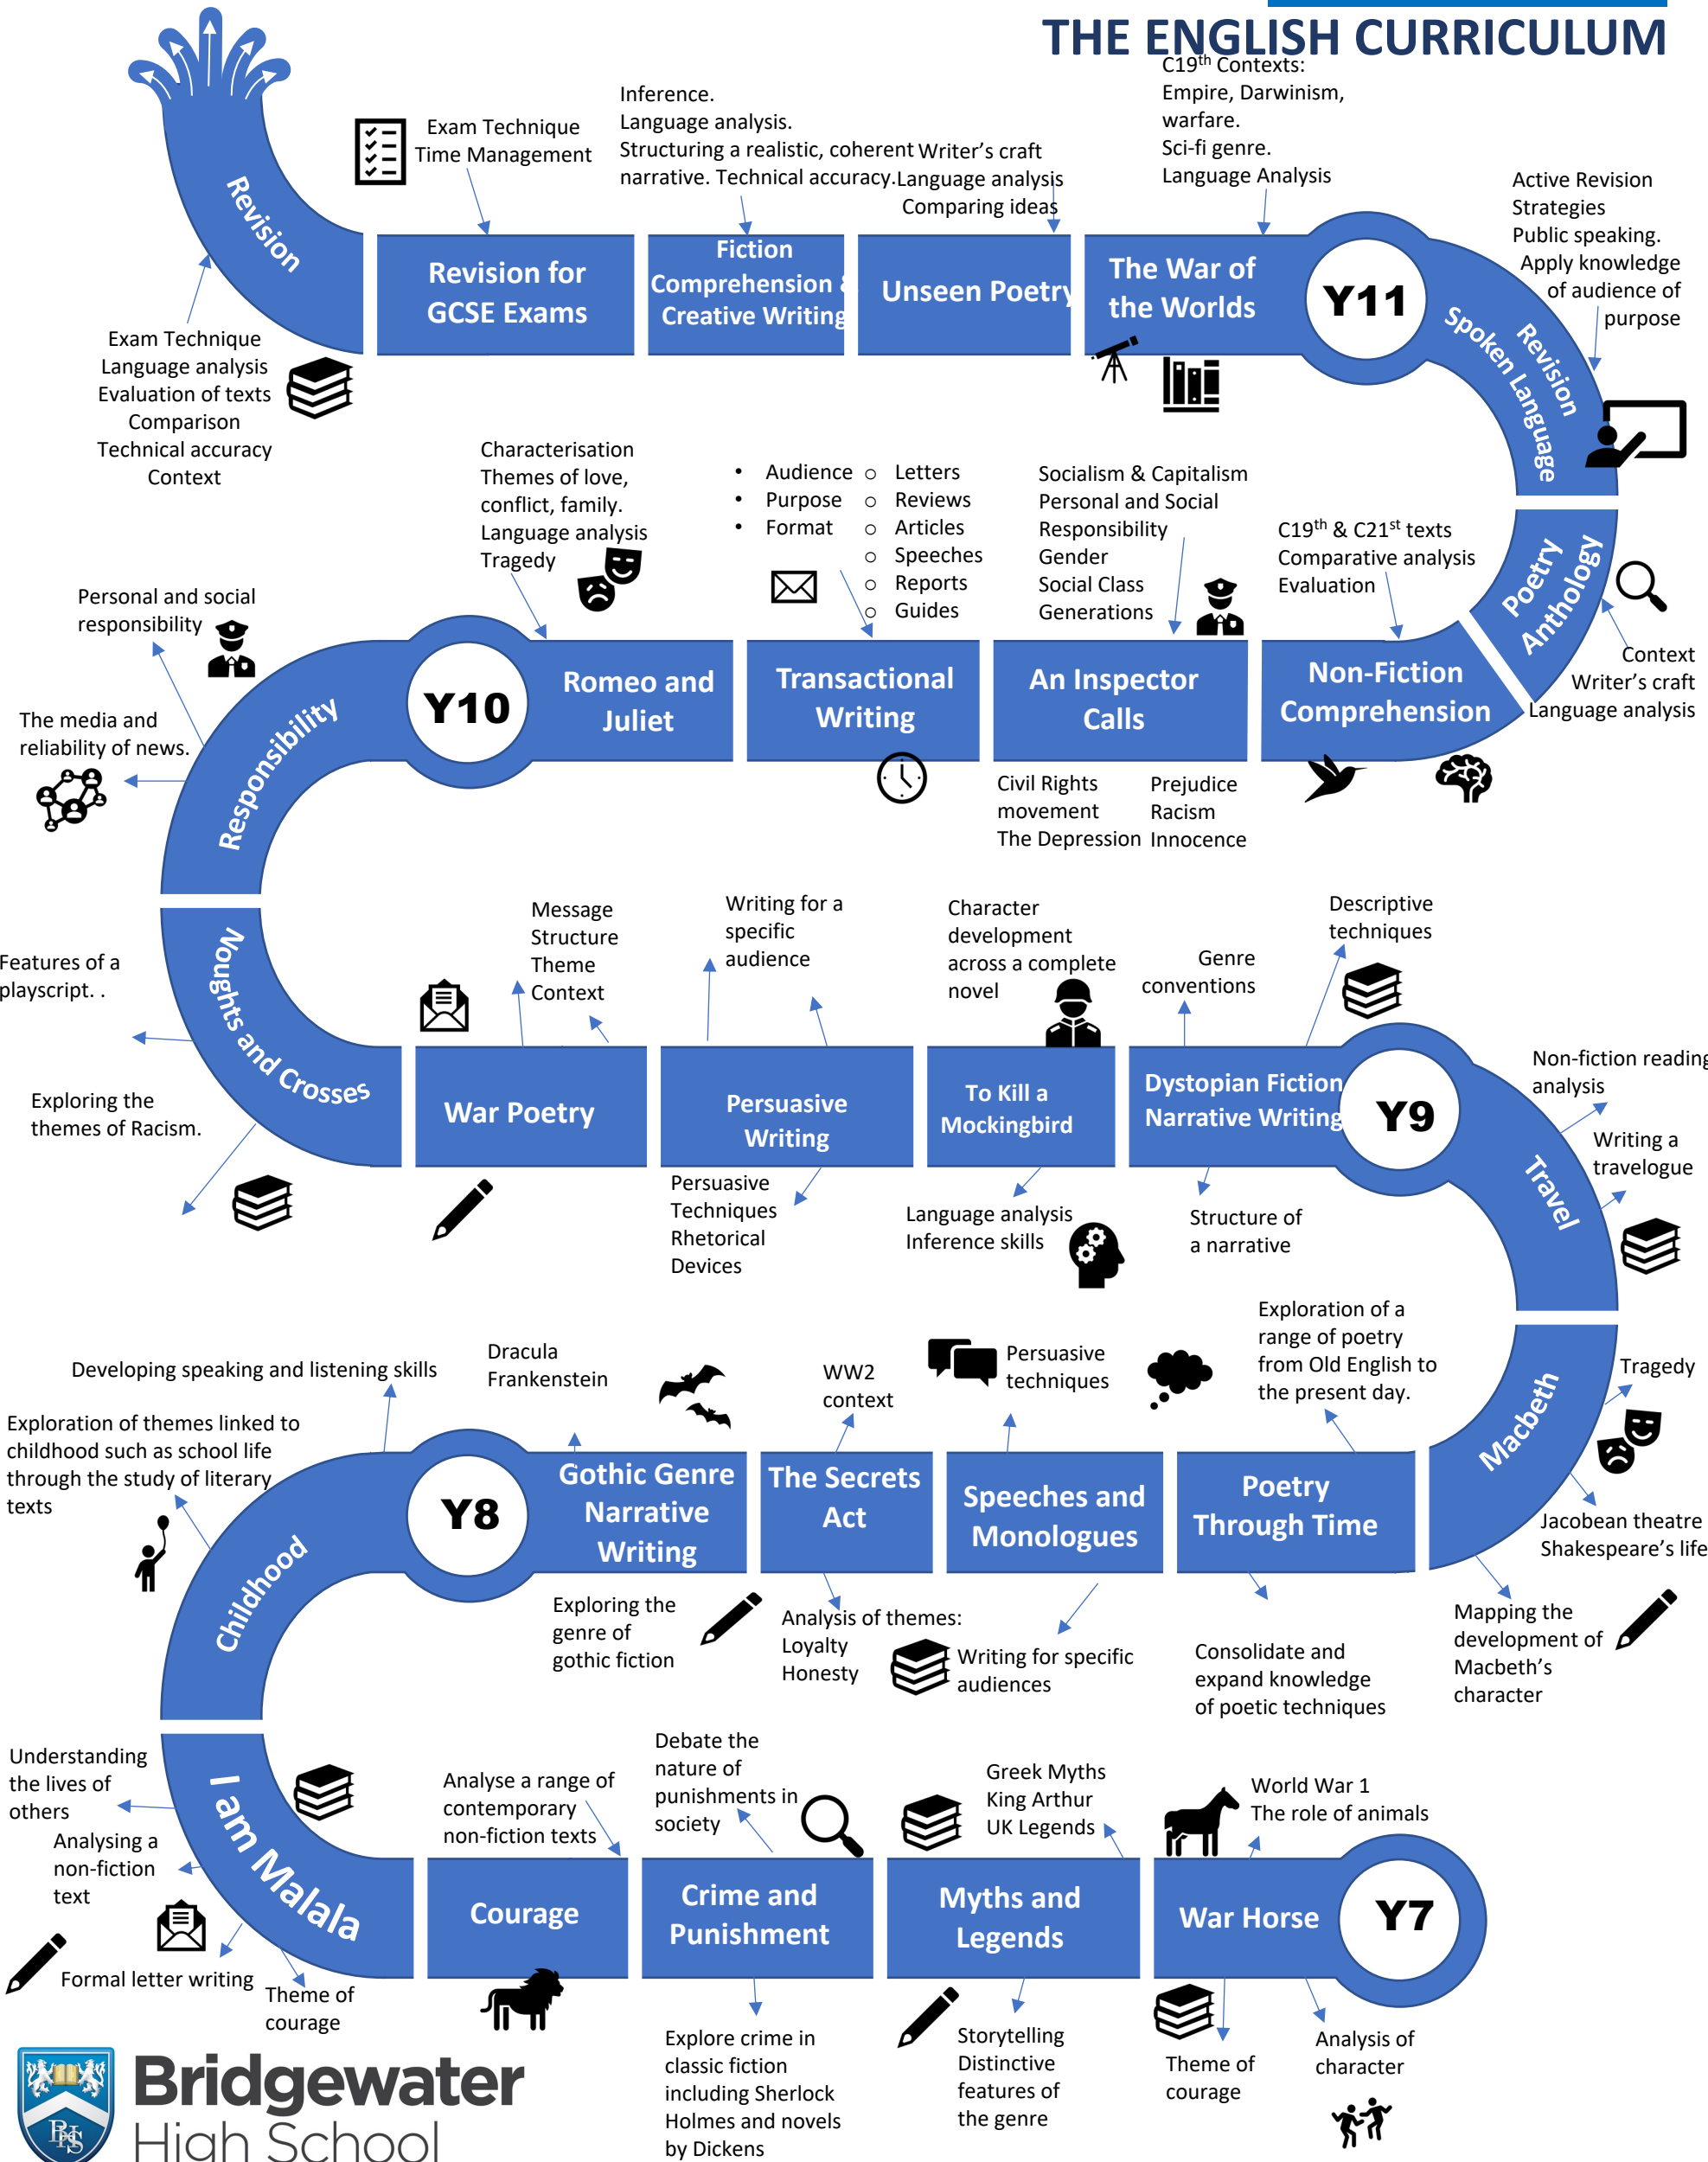 THE ENGLISH CURRICULUM
C19th Contexts:
Empire, Darwinism,
warfare.
Sci-fi genre.
Language Analysis
Inference.
Language analysis.
Structuring a realistic, coherent
narrative. Technical accuracy.
Writer's craft
Language analysis
Comparing ideas
Exam Technique
Time Management
Active Revision
Strategies
Public speaking.
Apply knowledge
of audience of
purpose
Revision
Revision for
GCSE Exams
Fiction
Comprehension &
Creative Writing
Unseen Poetry
The War of
the Worlds
Y11
Revision
Spoken Language
Exam Technique
Language analysis
Evaluation of texts
Comparison
Technical accuracy
Context
Characterisation
Themes of love,
conflict, family.
Language analysis
Tragedy
• Audience
• Purpose
• Format
o Letters
o Reviews
o Articles
o Speeches
o Reports
o Guides
Socialism & Capitalism
Personal and Social
Responsibility
Gender
Social Class
Generations
C19th & C21st texts
Comparative analysis
Evaluation
Poetry
Anthology
Context
Writer's craft
Language analysis
Personal and social
responsibility
The media and
reliability of news.
Responsibility
Y10
Romeo and
Juliet
Transactional
Writing
An Inspector
Calls
Non-Fiction
Comprehension
Civil Rights
movement
The Depression
Prejudice
Racism
Innocence
Features of a
playscript. .
Exploring the
themes of Racism.
Noughts and Crosses
Message
Structure
Theme
Context
Writing for a
specific
audience
Character
development
across a complete
novel
Genre
conventions
Descriptive
techniques
War Poetry
Persuasive
Writing
To Kill a
Mockingbird
Dystopian Fiction
Narrative Writing
Y9
Non-fiction reading
analysis
Writing a
travelogue
Travel
Persuasive
Techniques
Rhetorical
Devices
Language analysis
Inference skills
Structure of
a narrative
Developing speaking and listening skills
Exploration of themes linked to
childhood such as school life
through the study of literary
texts
Dracula
Frankenstein
WW2
context
Persuasive
techniques
Exploration of a
range of poetry
from Old English to
the present day.
Macbeth
Tragedy
Jacobean theatre
Shakespeare's life
Mapping the
development of
Macbeth's
character
Childhood
Y8
Gothic Genre
Narrative
Writing
The Secrets
Act
Speeches and
Monologues
Poetry
Through Time
Exploring the
genre of
gothic fiction
Analysis of themes:
Loyalty
Honesty
Writing for specific
audiences
Consolidate and
expand knowledge
of poetic techniques
Understanding
the lives of
others
Analysing a
non-fiction
text
Formal letter writing
Theme of
courage
I am Malala
Analyse a range of
contemporary
non-fiction texts
Debate the
nature of
punishments in
society
Greek Myths
King Arthur
UK Legends
World War 1
The role of animals
Courage
Crime and
Punishment
Myths and
Legends
War Horse
Y7
Explore crime in
classic fiction
including Sherlock
Holmes and novels
by Dickens
Storytelling
Distinctive
features of
the genre
Theme of
courage
Analysis of
character
BHS
Bridgewater
High School